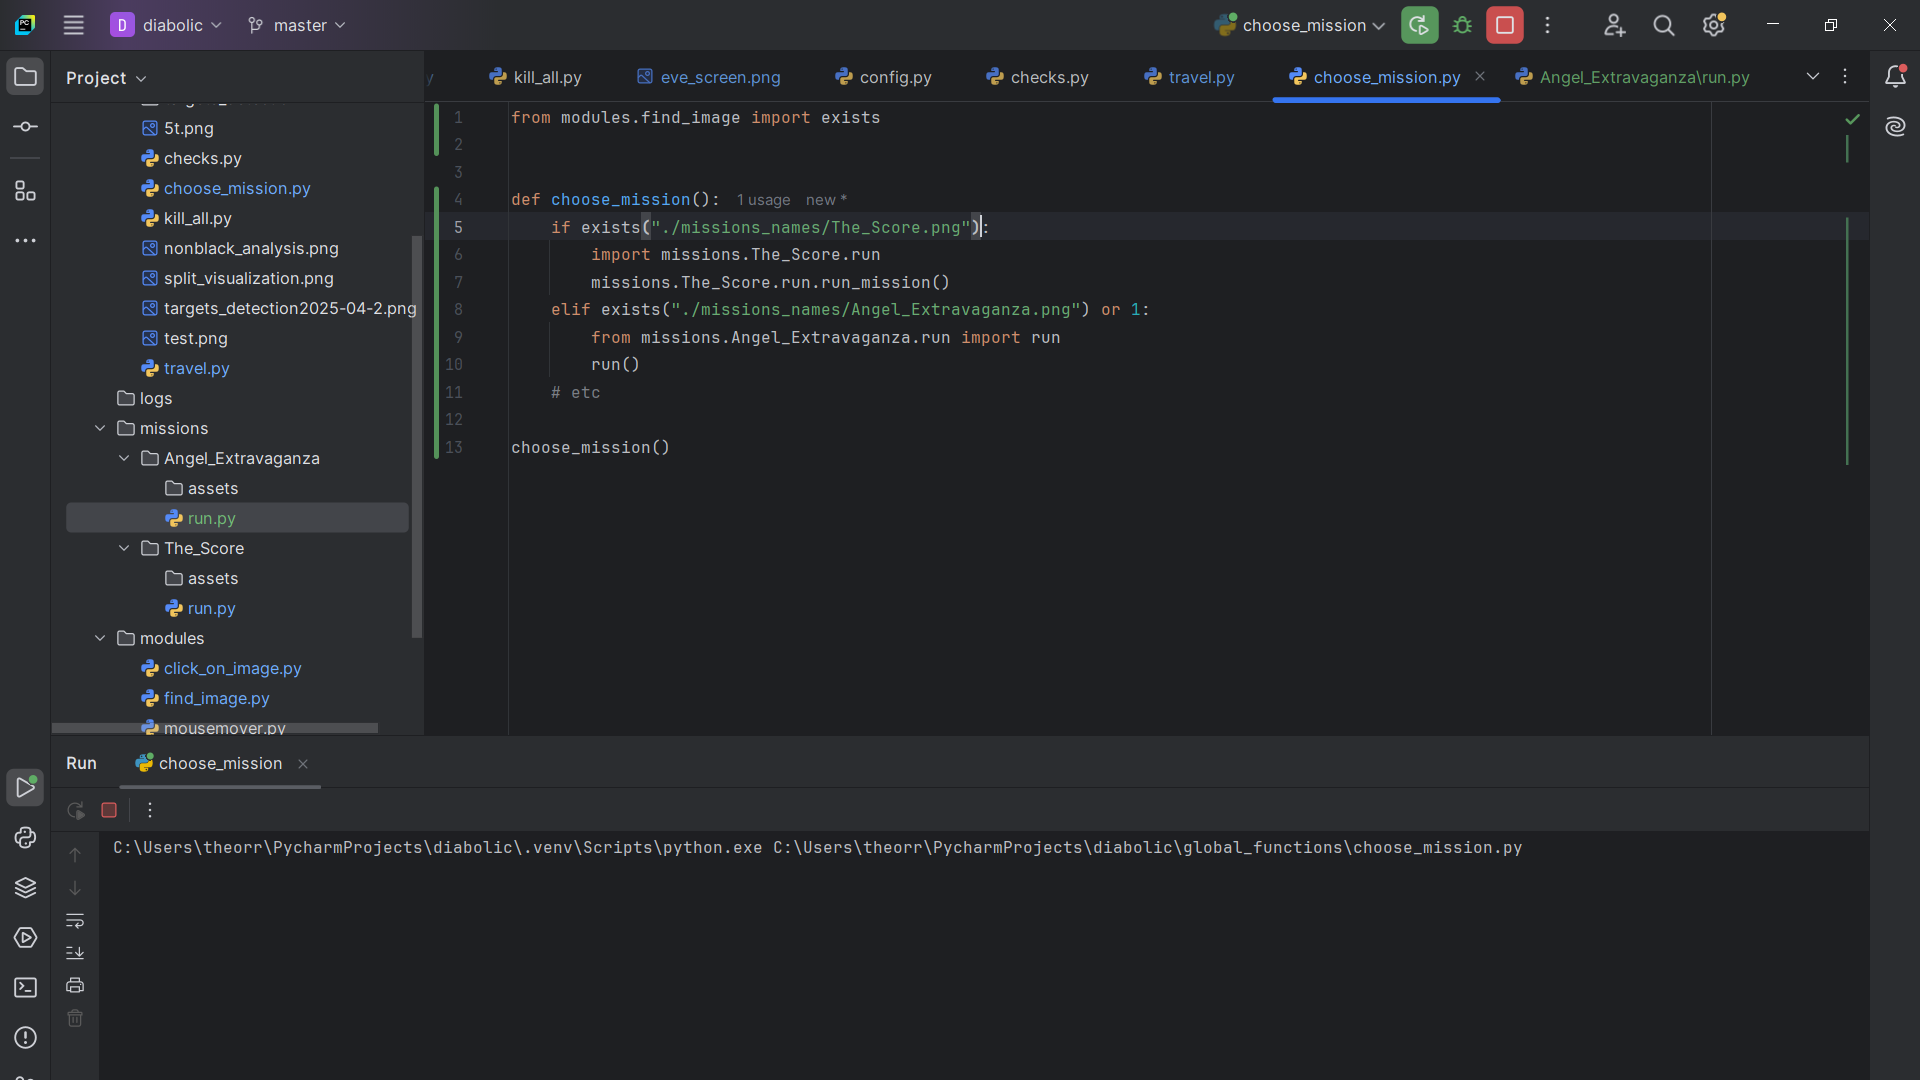 D diabolic master choose_mission
Project
kill_all.py eve_screen.png config.py checks.py travel.py choose_mission.py Angel_Extravaganza\run.py
5t.png
checks.py
choose_mission.py
kill_all.py
nonblack_analysis.png
split_visualization.png
targets_detection2025-04-2.png
test.png
travel.py
logs
missions
Angel_Extravaganza
assets
run.py
The_Score
assets
run.py
modules
click_on_image.py
find_image.py
mousemover.py
1 from modules.find_image import exists
2
3
4 def choose_mission(): 1 usage new *
5 if exists("./missions_names/The_Score.png"):
6 import missions.The_Score.run
7 missions.The_Score.run.run_mission()
8 elif exists("./missions_names/Angel_Extravaganza.png") or 1:
9 from missions.Angel_Extravaganza.run import run
10 run()
11 # etc
12
13 choose_mission()
Run choose_mission
C:\Users\theorr\PycharmProjects\diabolic\.venv\Scripts\python.exe C:\Users\theorr\PycharmProjects\diabolic\global_functions\choose_mission.py